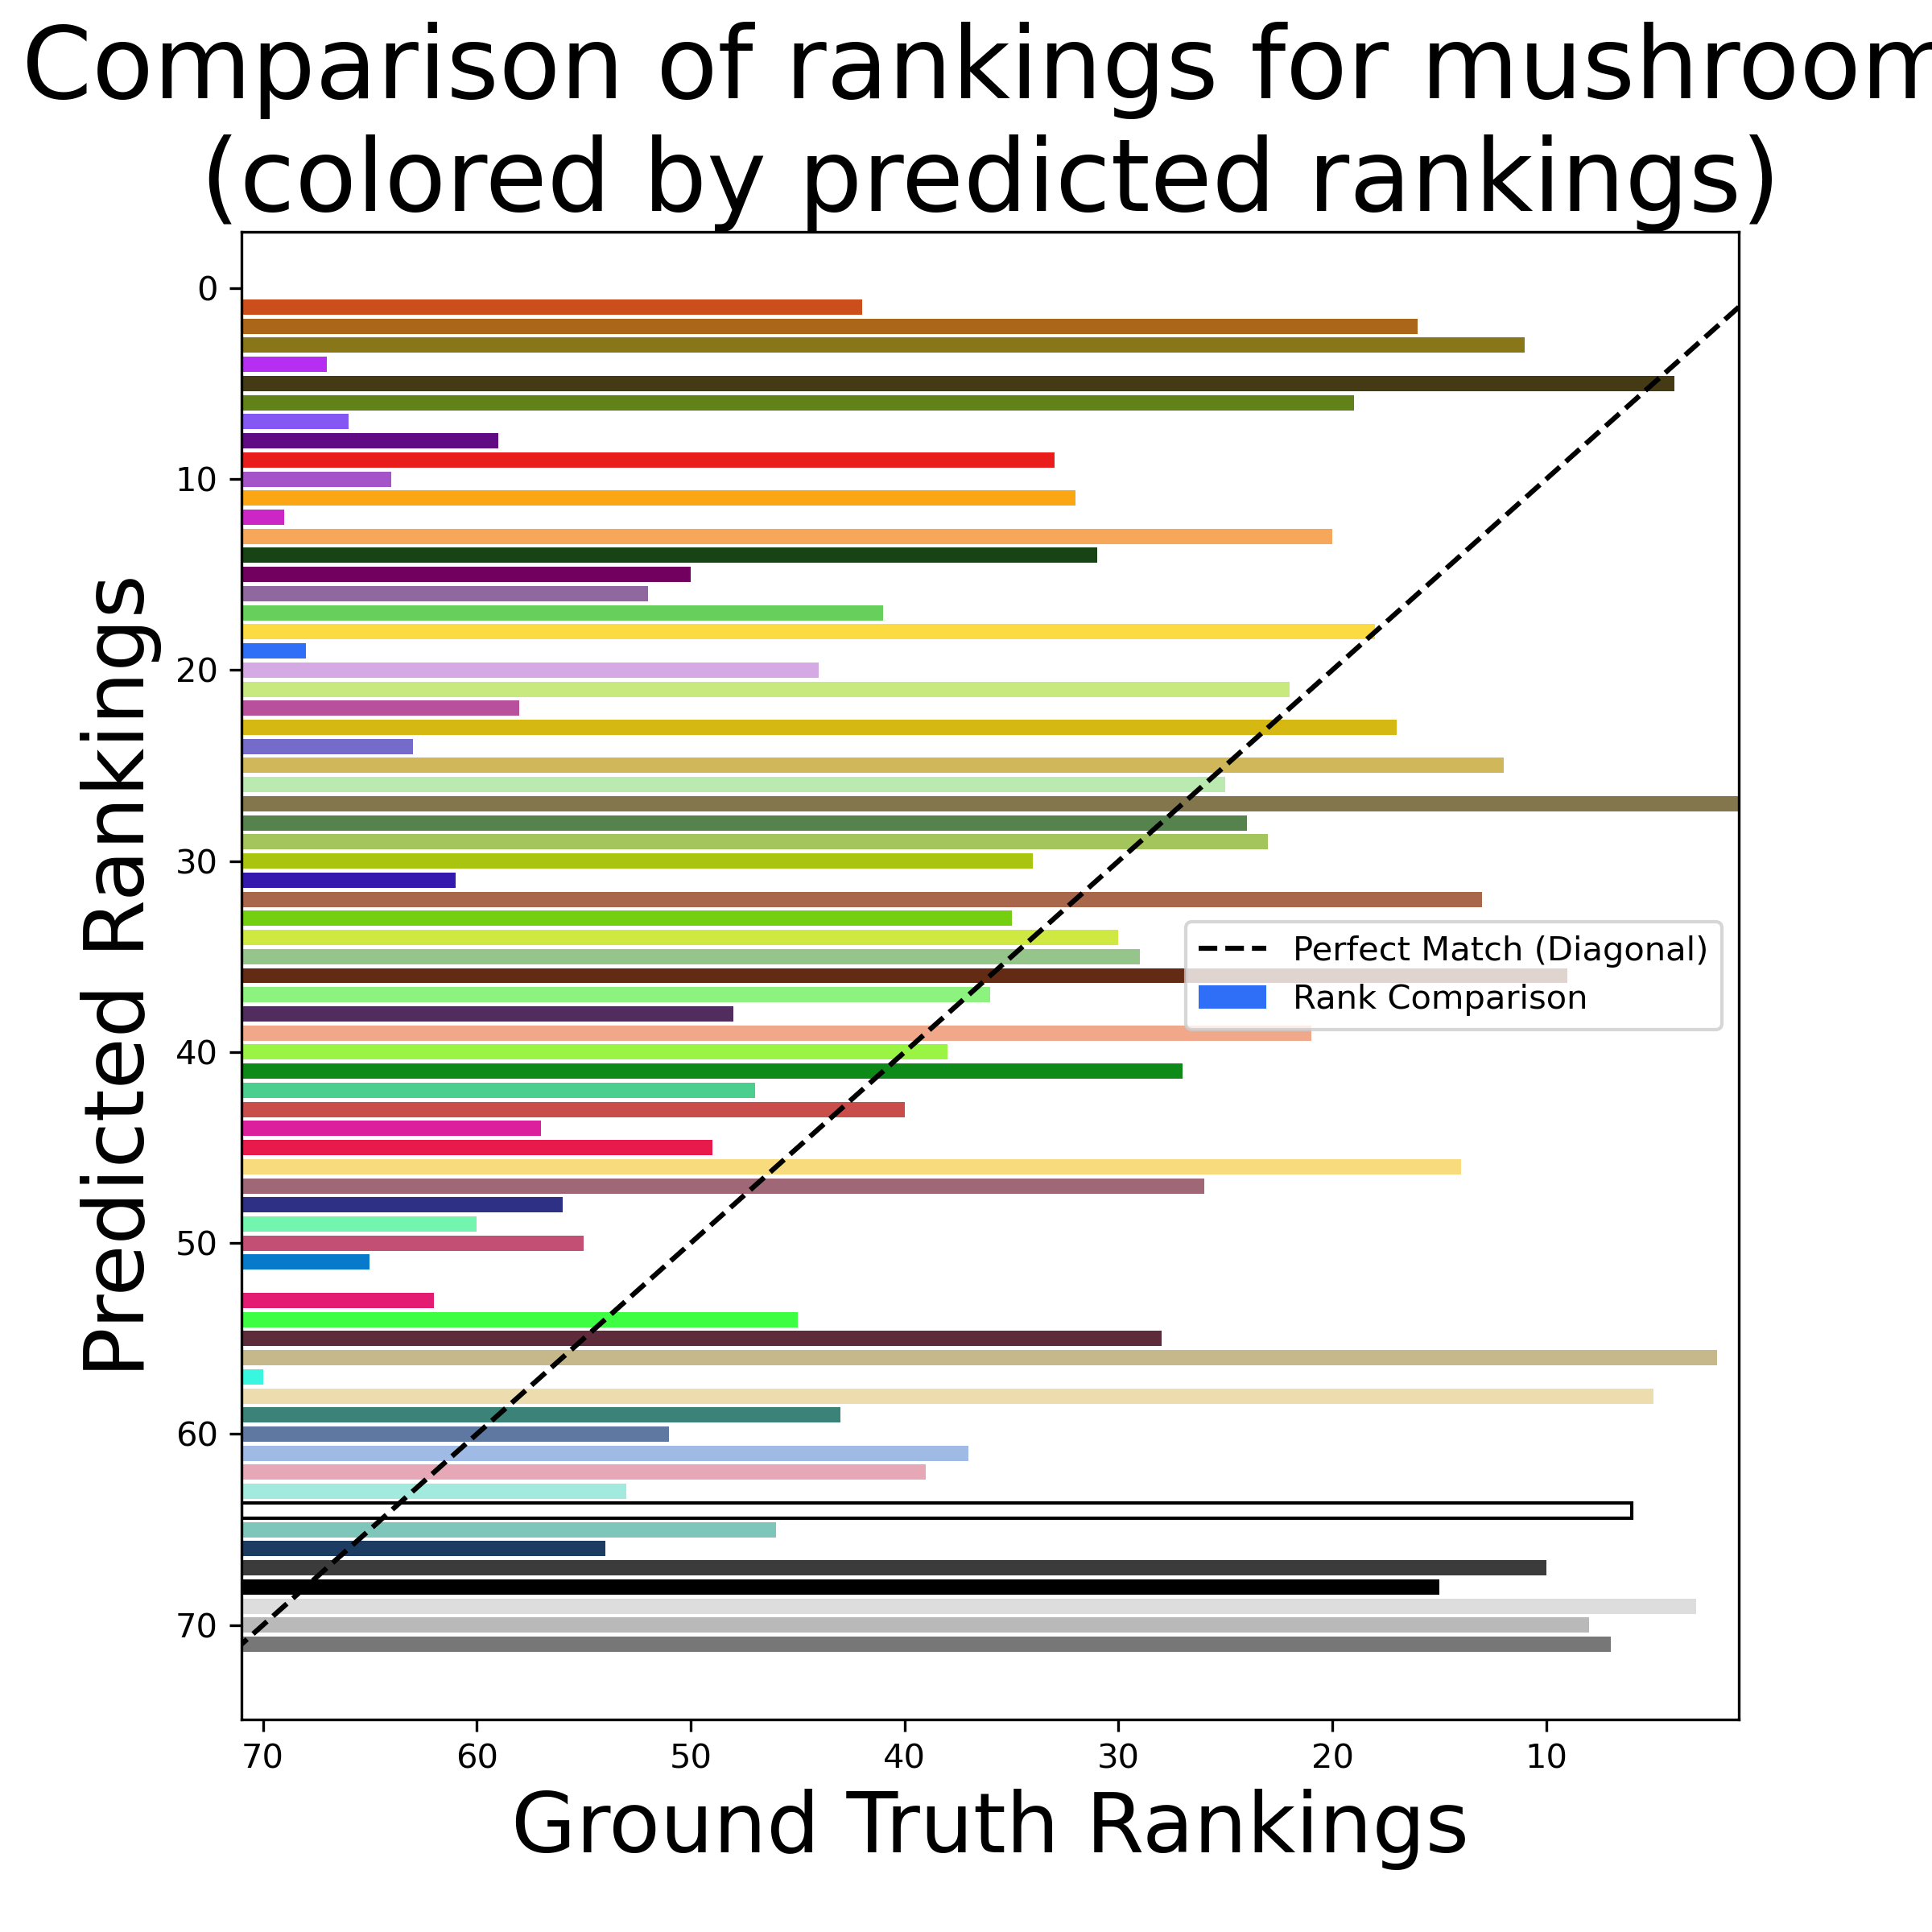 Comparison of rankings for mushroom
(colored by predicted rankings)
Predicted Rankings
0
10
20
30
40
50
60
70
Perfect Match (Diagonal)
Rank Comparison
70 60 50 40 30 20 10
Ground Truth Rankings